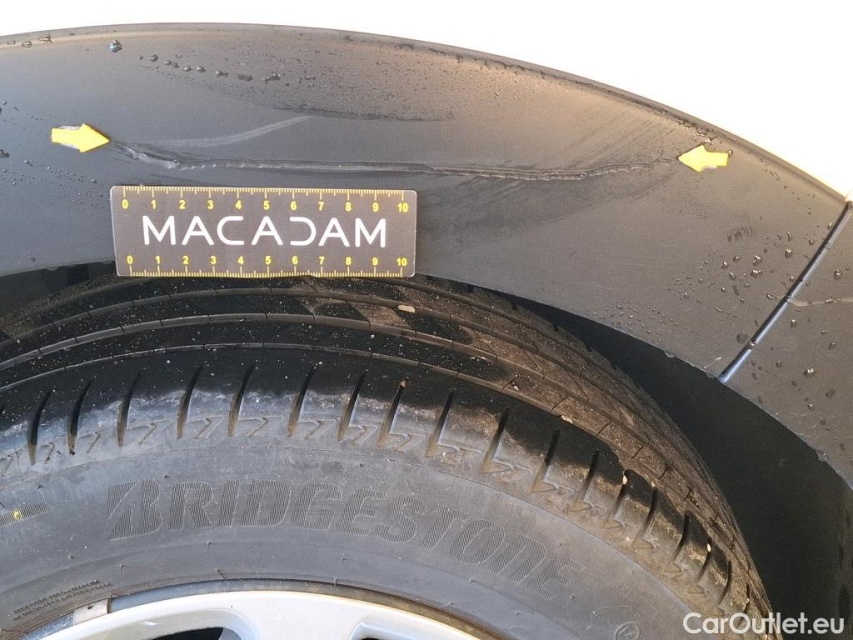 0 1 2 3 4 5 6 7 8 9 10
MACADAM
0 1 2 3 4 5 6 7 8 9 10
BRIDGESTONE
CarOutlet.eu